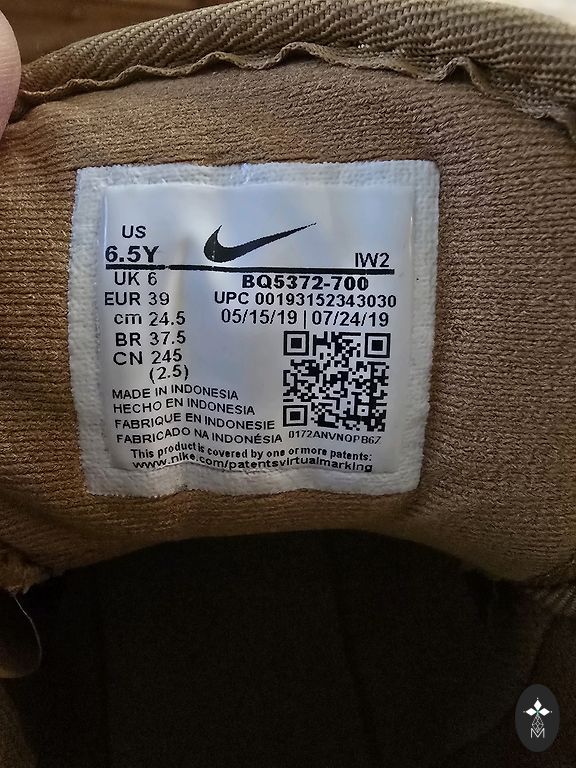 US
6.5Y
IW2
UK 6
BQ5372-700
EUR 39
UPC 00193152343030
cm 24.5
05/15/19 | 07/24/19
BR 37.5
CN 245
(2.5)
MADE IN INDONESIA
HECHO EN INDONESIA
FABRIQUE EN INDONESIE
FABRICADO NA INDONÉSIA
0172ANVNQPB6Z
This product is covered by one or more patents:
www.nike.com/patentsvirtualmarking
M